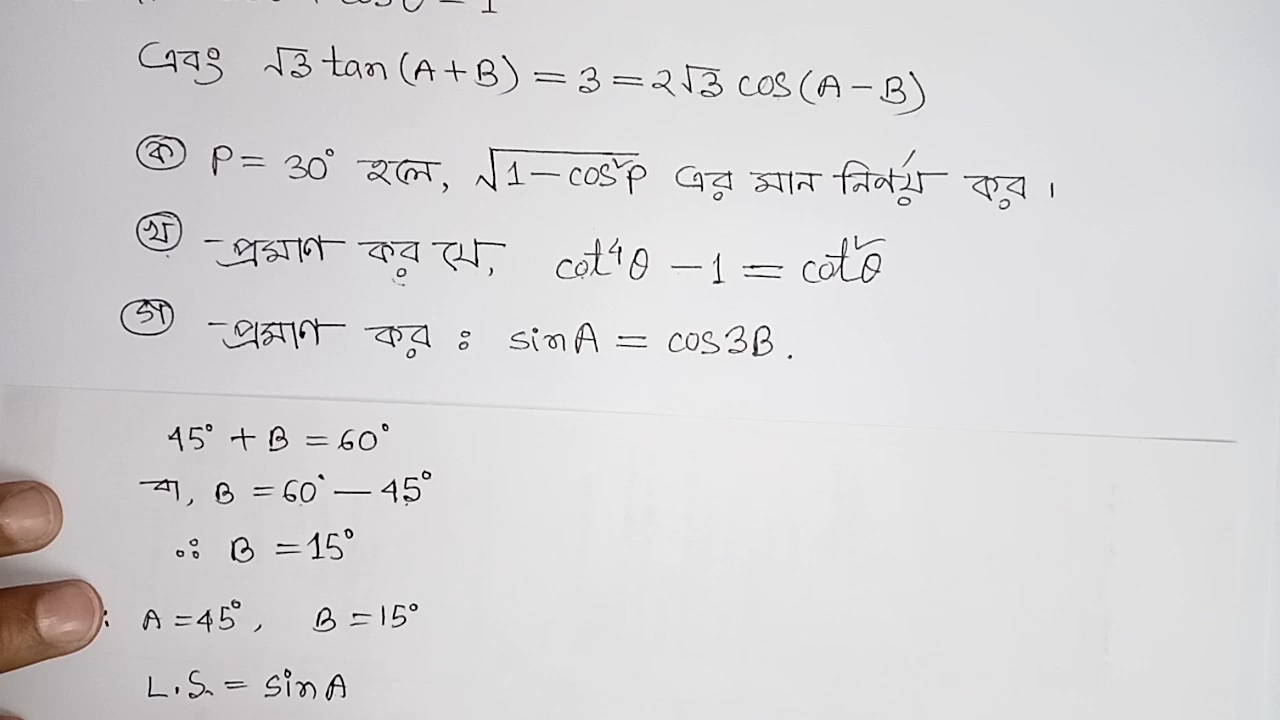 এবং √3 tan(A+B) = 3 = 2√3 cos(A-B)
(ক) P = 30° হলে, √1-cos²P এর মান নির্ণয় কর।
(খ) প্রমাণ কর যে, cot⁴θ - 1 = cot²θ
(গ) প্রমাণ কর ঃ sinA = cos3B.
45° + B = 60°
বা, B = 60° - 45°
∴ B = 15°
A = 45°, B = 15°
L.S. = sinA